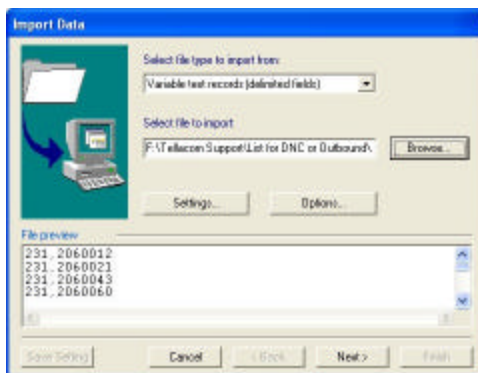 Import Data
Select file type to import from:
Variable text records (delimited fields)
Select file to import
F:\Tellacom Support\List for DNC or Outbound\
Browse...
Settings...
Options...
File preview
231,2060012
231,2060021
231,2060043
231,2060060
Save Setting
Cancel
< Back
Next >
Finish